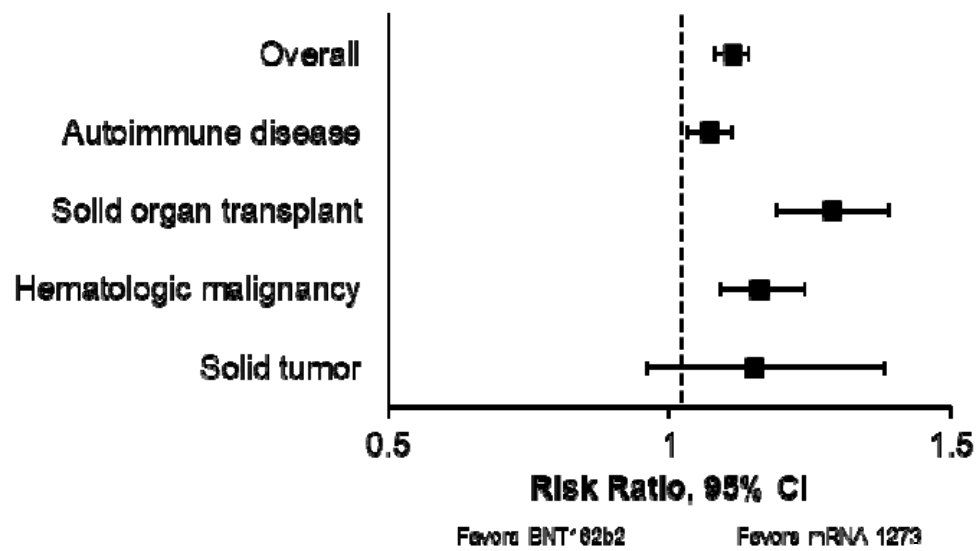 Overall
Autoimmune disease
Solid organ transplant
Hematologic malignancy
Solid tumor
0.5 1 1.5
Risk Ratio, 95% CI
Favors BNT162b2 Favors mRNA 1273